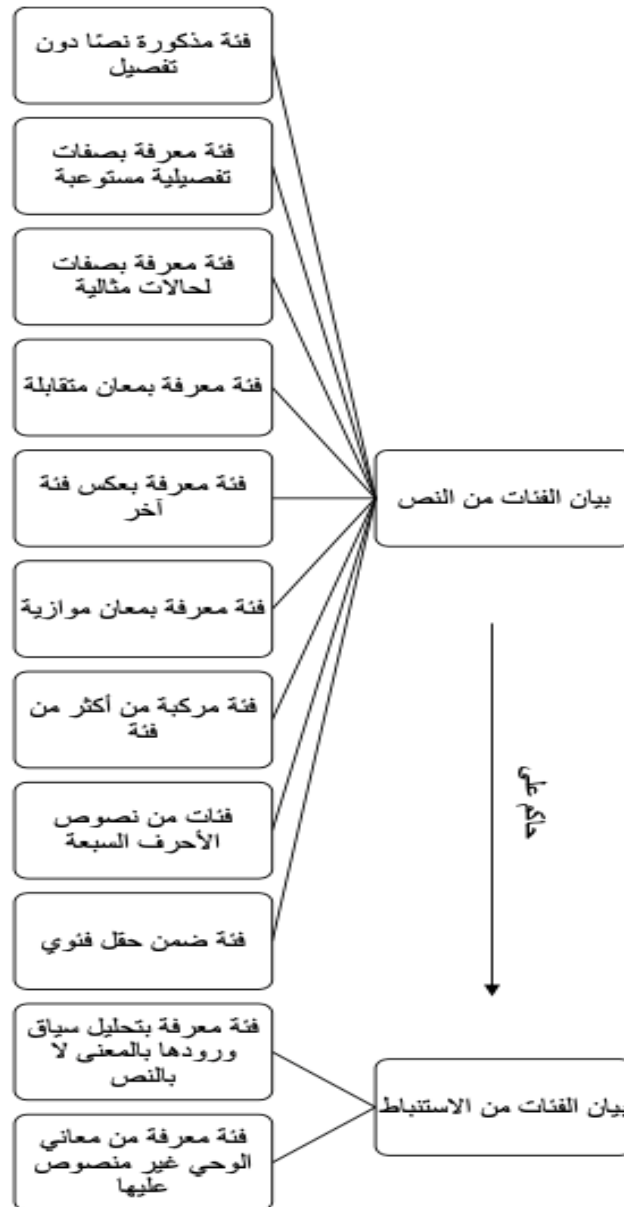 فئة مذكورة نصًا دون
تفصيل
فئة معرفة بصفات
تفصيلية مستوعبة
فئة معرفة بصفات
لحالات مثالية
فئة معرفة بمعان متقابلة
فئة معرفة بعكس فئة
آخر
فئة معرفة بمعان موازية
فئة مركبة من أكثر من
فئة
فئات من نصوص
الأحرف السبعة
فئة ضمن حقل فئوي
بيان الفئات من النص
حاكم على
بيان الفئات من الاستنباط
فئة معرفة بتحليل سياق
ورودها بالمعنى لا
بالنص
فئة معرفة من معاني
الوحي غير منصوص
عليها